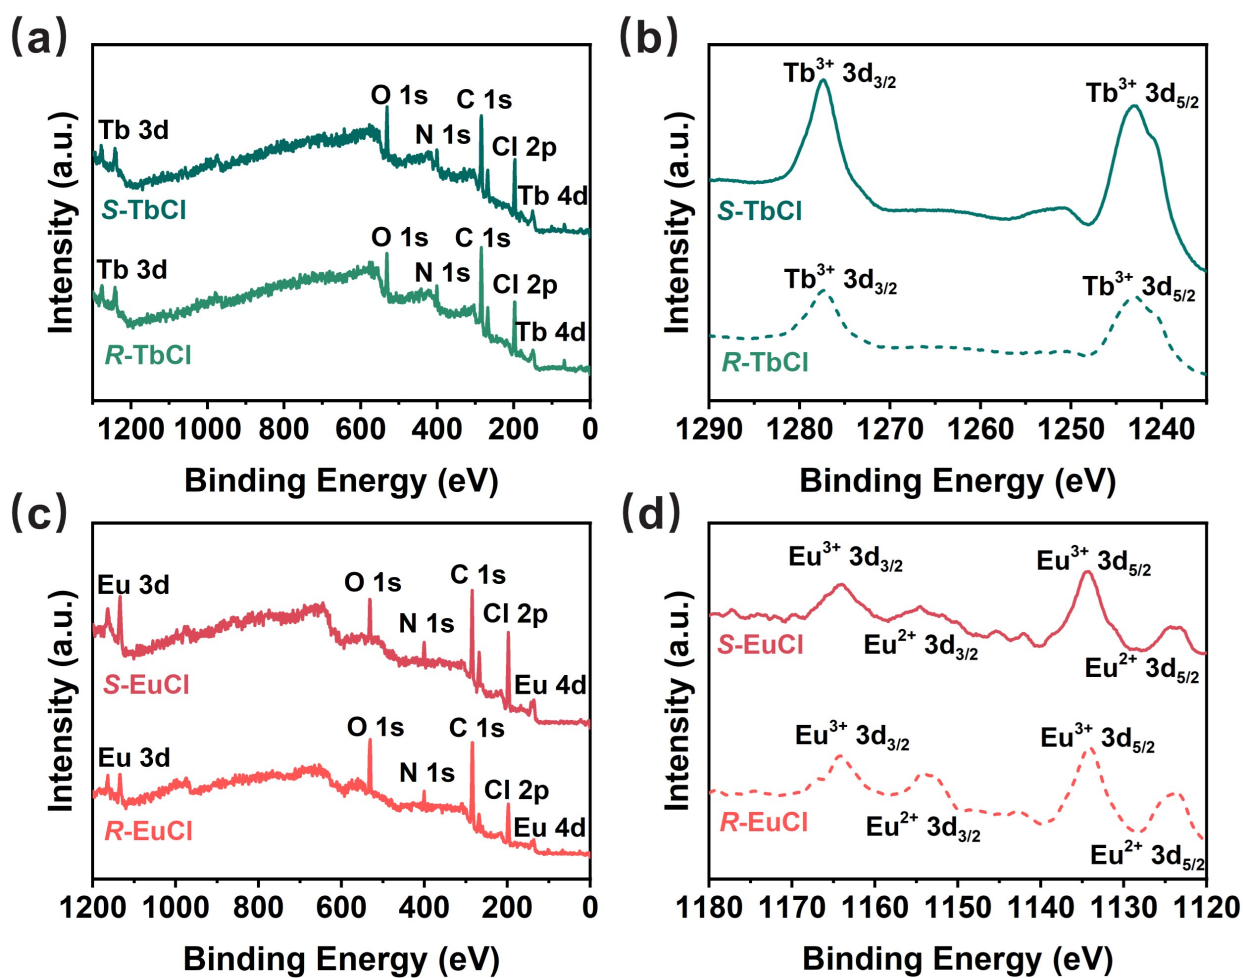 (a)
Intensity (a.u.)
O 1s
C 1s
Tb 3d
N 1s
Cl 2p
Tb 4d
S-TbCl
O 1s
C 1s
Tb 3d
N 1s
Cl 2p
Tb 4d
R-TbCl
1200 1000 800 600 400 200 0
Binding Energy (eV)
(b)
Intensity (a.u.)
Tb³⁺ 3d₃/₂
Tb³⁺ 3d₅/₂
S-TbCl
Tb³⁺ 3d₃/₂
Tb³⁺ 3d₅/₂
R-TbCl
1290 1280 1270 1260 1250 1240
Binding Energy (eV)
(c)
Intensity (a.u.)
Eu 3d
O 1s
C 1s
N 1s
Cl 2p
Eu 4d
S-EuCl
O 1s
C 1s
Eu 3d
N 1s
Cl 2p
Eu 4d
R-EuCl
1200 1000 800 600 400 200 0
Binding Energy (eV)
(d)
Intensity (a.u.)
Eu³⁺ 3d₃/₂
Eu³⁺ 3d₅/₂
S-EuCl
Eu²⁺ 3d₃/₂
Eu²⁺ 3d₅/₂
Eu³⁺ 3d₃/₂
Eu³⁺ 3d₅/₂
R-EuCl
Eu²⁺ 3d₃/₂
Eu²⁺ 3d₅/₂
1180 1170 1160 1150 1140 1130 1120
Binding Energy (eV)